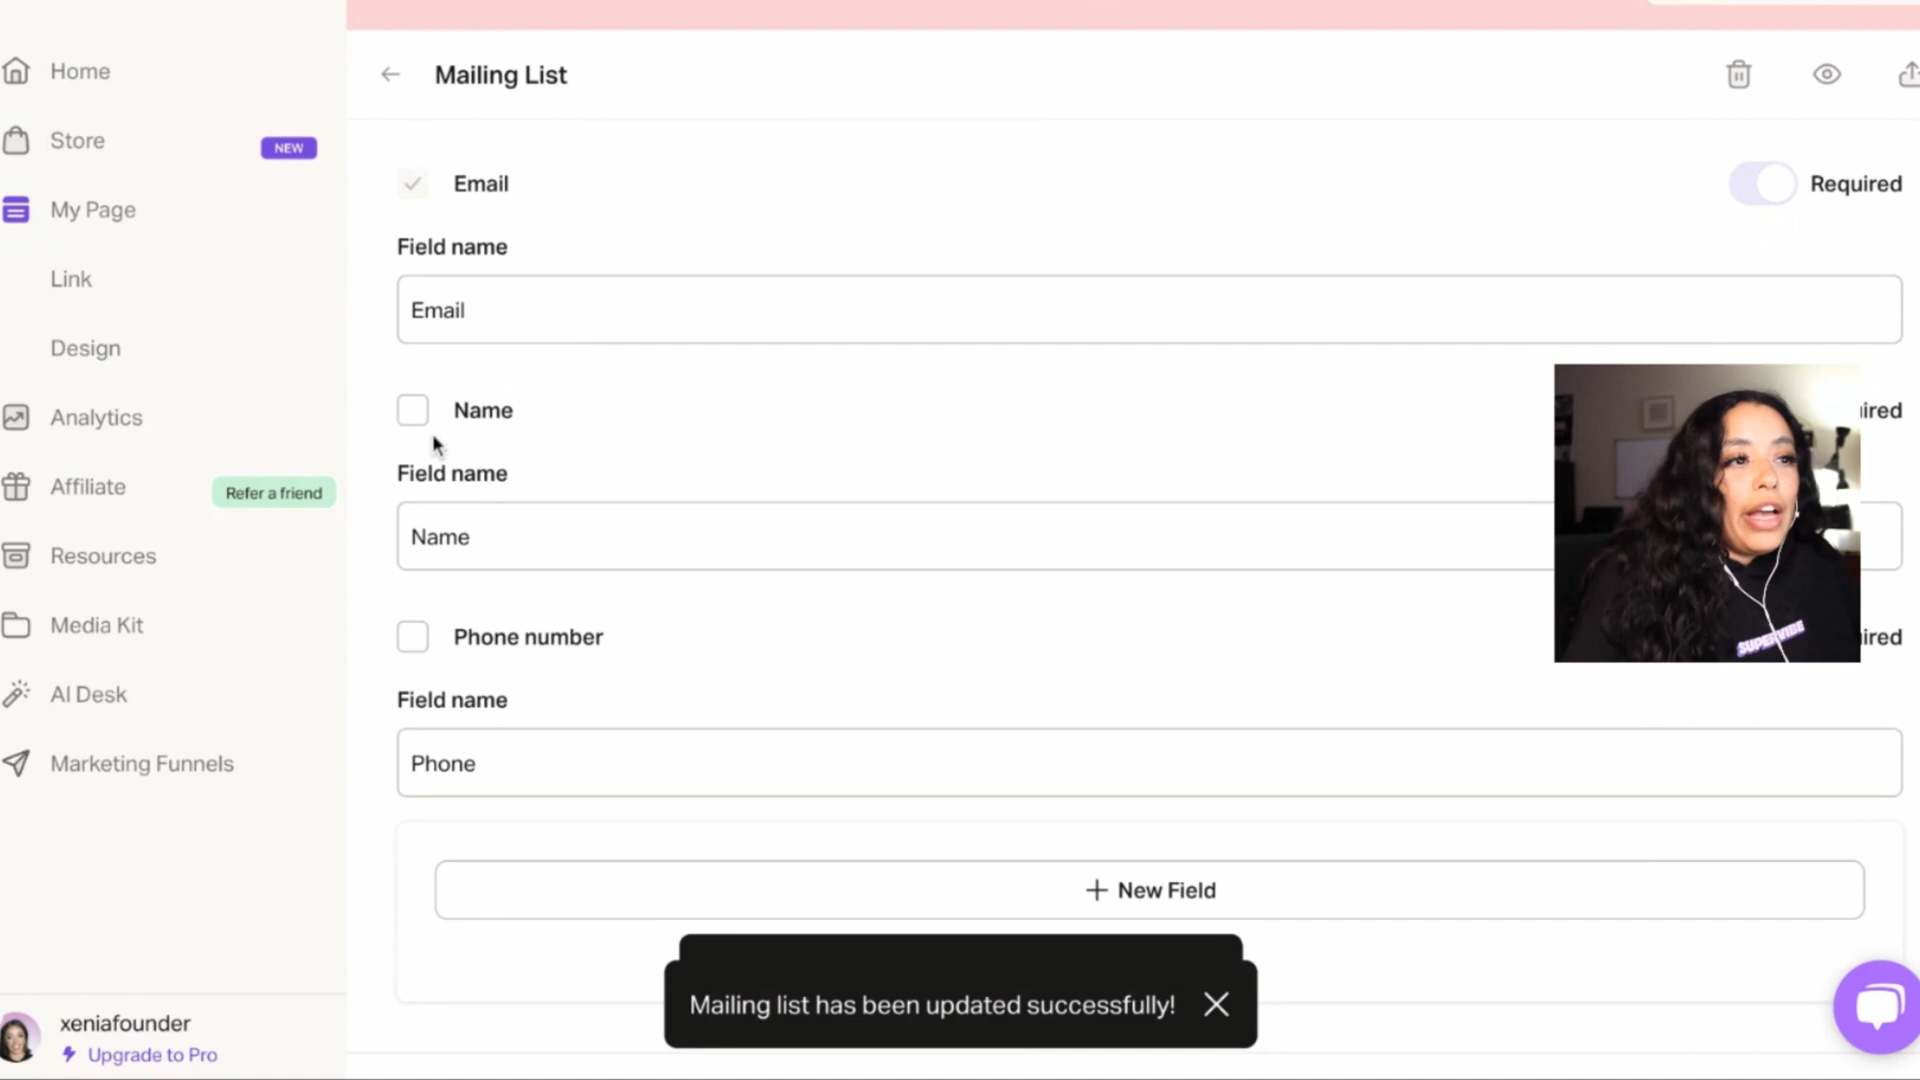 Home
Store
NEW
My Page
Link
Design
Analytics
Affiliate
Refer a friend
Resources
Media Kit
AI Desk
Marketing Funnels
xeniafounder
Upgrade to Pro
Mailing List
Email
Required
Field name
Email
Name
ired
Field name
Name
Phone number
ired
Field name
Phone
+ New Field
Mailing list has been updated successfully!
SUPERVIBE